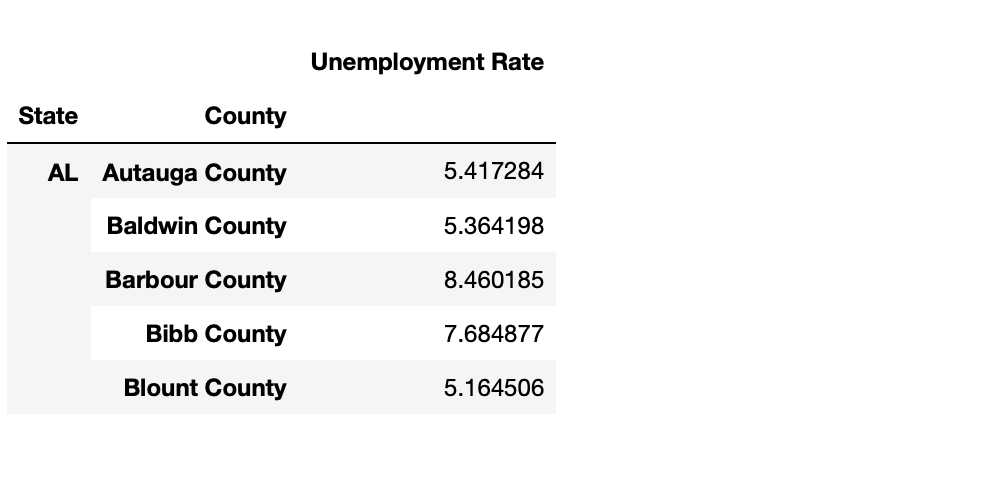 Unemployment Rate
State County
AL Autauga County 5.417284
Baldwin County 5.364198
Barbour County 8.460185
Bibb County 7.684877
Blount County 5.164506